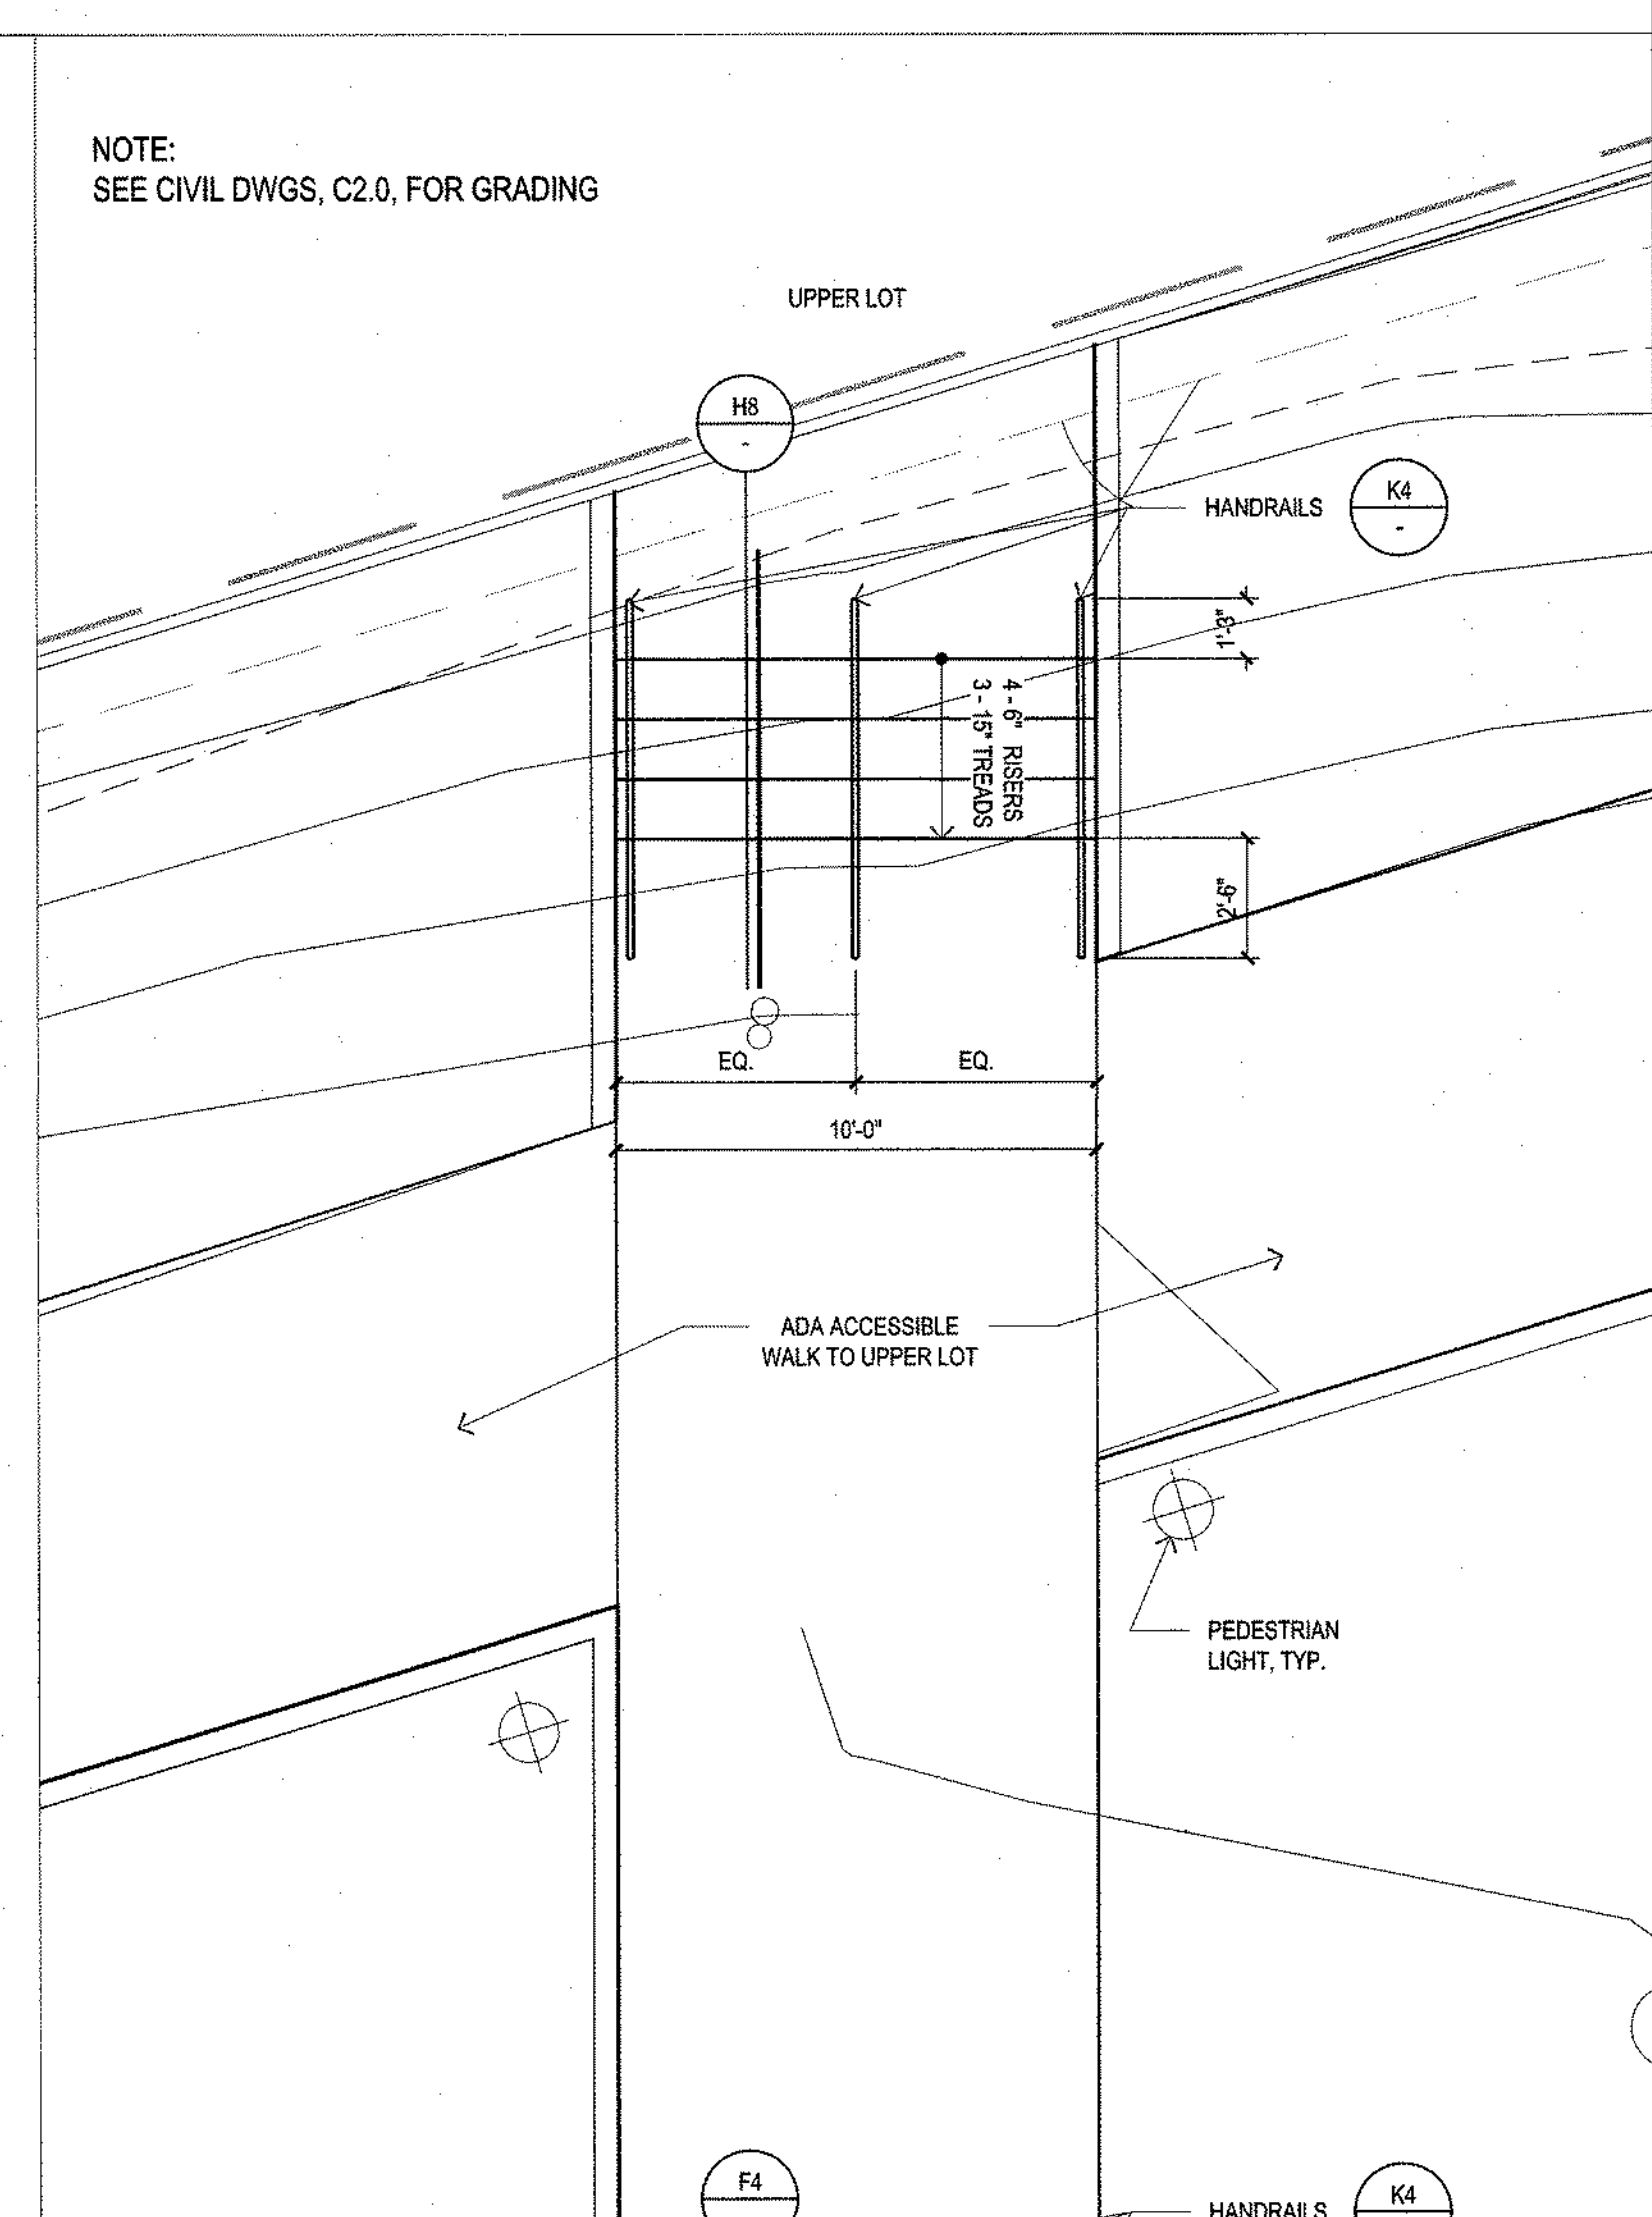 NOTE:
SEE CIVIL DWGS, C2.0, FOR GRADING
UPPER LOT
H8
-
HANDRAILS
K4
-
1'-3"
4 - 6" RISERS
3 - 15" TREADS
2'-6"
EQ.
EQ.
10'-0"
ADA ACCESSIBLE
WALK TO UPPER LOT
PEDESTRIAN
LIGHT, TYP.
F4
HANDRAILS
K4